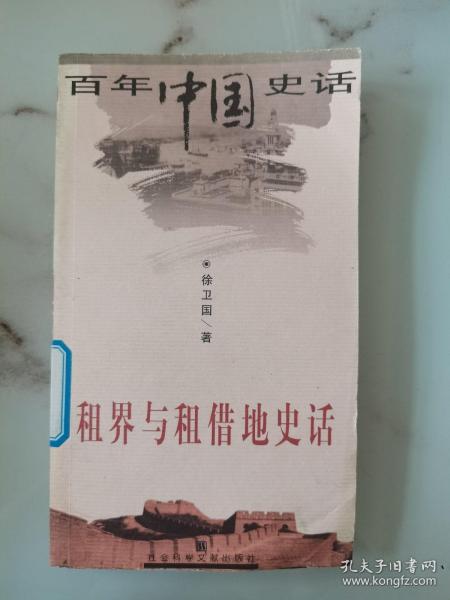 百年中国史话
徐卫国/著
租界与租借地史话
社会科学文献出版社
孔夫子旧书网
www.kongfz.com